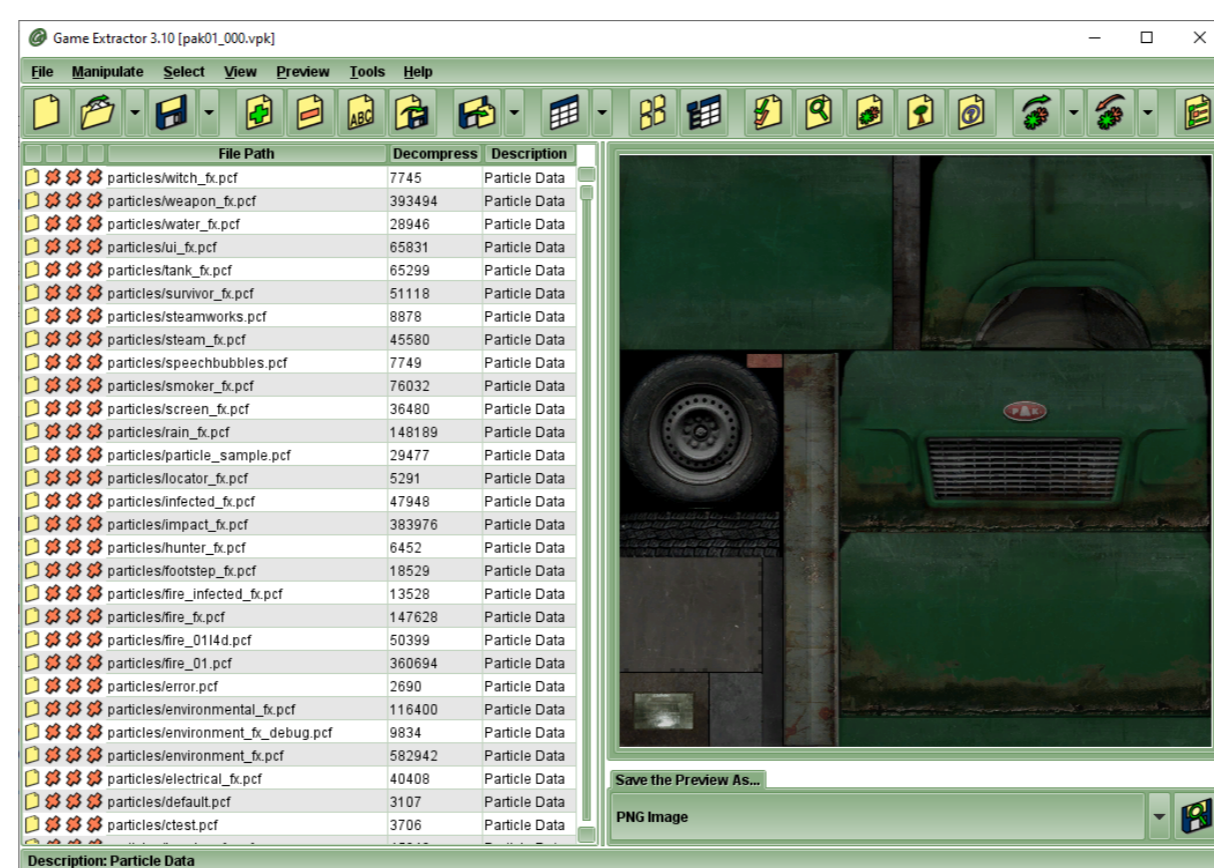 Game Extractor 3.10 [pak01_000.vpk]
File Manipulate Select View Preview Tools Help
ABC
File Path Decompress Description
particles/witch_fx.pcf 7745 Particle Data
particles/weapon_fx.pcf 393494 Particle Data
particles/water_fx.pcf 28946 Particle Data
particles/ui_fx.pcf 65831 Particle Data
particles/tank_fx.pcf 65299 Particle Data
particles/survivor_fx.pcf 51118 Particle Data
particles/steamworks.pcf 8878 Particle Data
particles/steam_fx.pcf 45580 Particle Data
particles/speechbubbles.pcf 7749 Particle Data
particles/smoker_fx.pcf 76032 Particle Data
particles/screen_fx.pcf 36480 Particle Data
particles/rain_fx.pcf 148189 Particle Data
particles/particle_sample.pcf 29477 Particle Data
particles/locator_fx.pcf 5291 Particle Data
particles/infected_fx.pcf 47948 Particle Data
particles/impact_fx.pcf 383976 Particle Data
particles/hunter_fx.pcf 6452 Particle Data
particles/footstep_fx.pcf 18529 Particle Data
particles/fire_infected_fx.pcf 13528 Particle Data
particles/fire_fx.pcf 147628 Particle Data
particles/fire_01l4d.pcf 50399 Particle Data
particles/fire_01.pcf 360694 Particle Data
particles/error.pcf 2690 Particle Data
particles/environmental_fx.pcf 116400 Particle Data
particles/environment_fx_debug.pcf 9834 Particle Data
particles/environment_fx.pcf 582942 Particle Data
particles/electrical_fx.pcf 40408 Particle Data
particles/default.pcf 3107 Particle Data
particles/ctest.pcf 3706 Particle Data
PAK
Save the Preview As...
PNG Image
Description: Particle Data